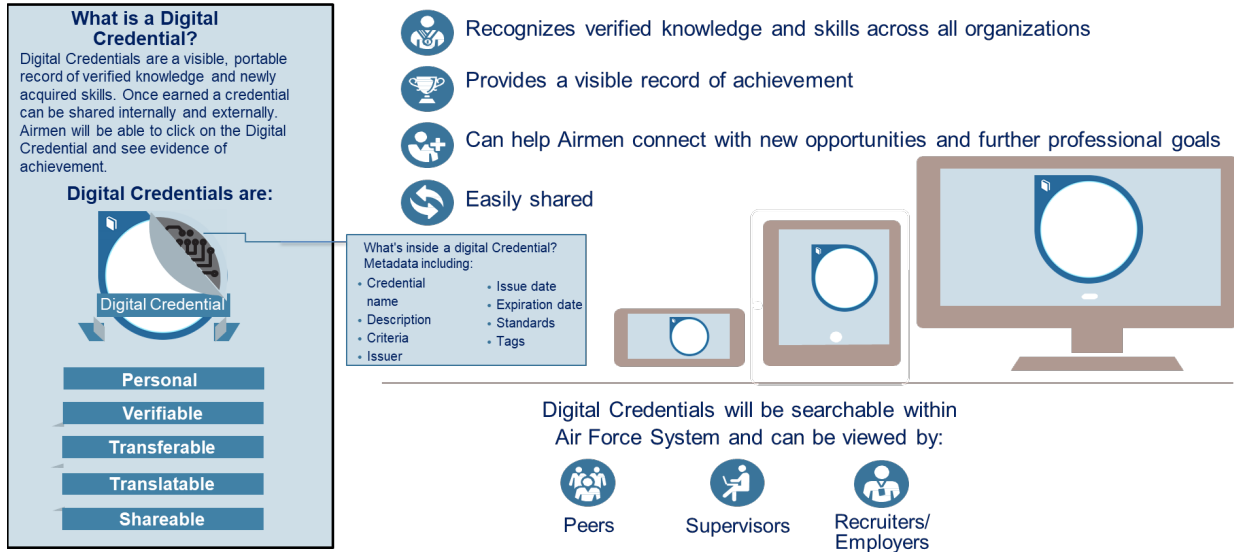 What is a Digital
Credential?
Digital Credentials are a visible, portable
record of verified knowledge and newly
acquired skills. Once earned a credential
can be shared internally and externally.
Airmen will be able to click on the Digital
Credential and see evidence of
achievement.
Digital Credentials are:
Digital Credential
Personal
Verifiable
Transferable
Translatable
Shareable
Recognizes verified knowledge and skills across all organizations
Provides a visible record of achievement
Can help Airmen connect with new opportunities and further professional goals
Easily shared
What's inside a digital Credential?
Metadata including:
• Credential
name
• Description
• Criteria
• Issuer
• Issue date
• Expiration date
• Standards
• Tags
Digital Credentials will be searchable within
Air Force System and can be viewed by:
Peers
Supervisors
Recruiters/
Employers